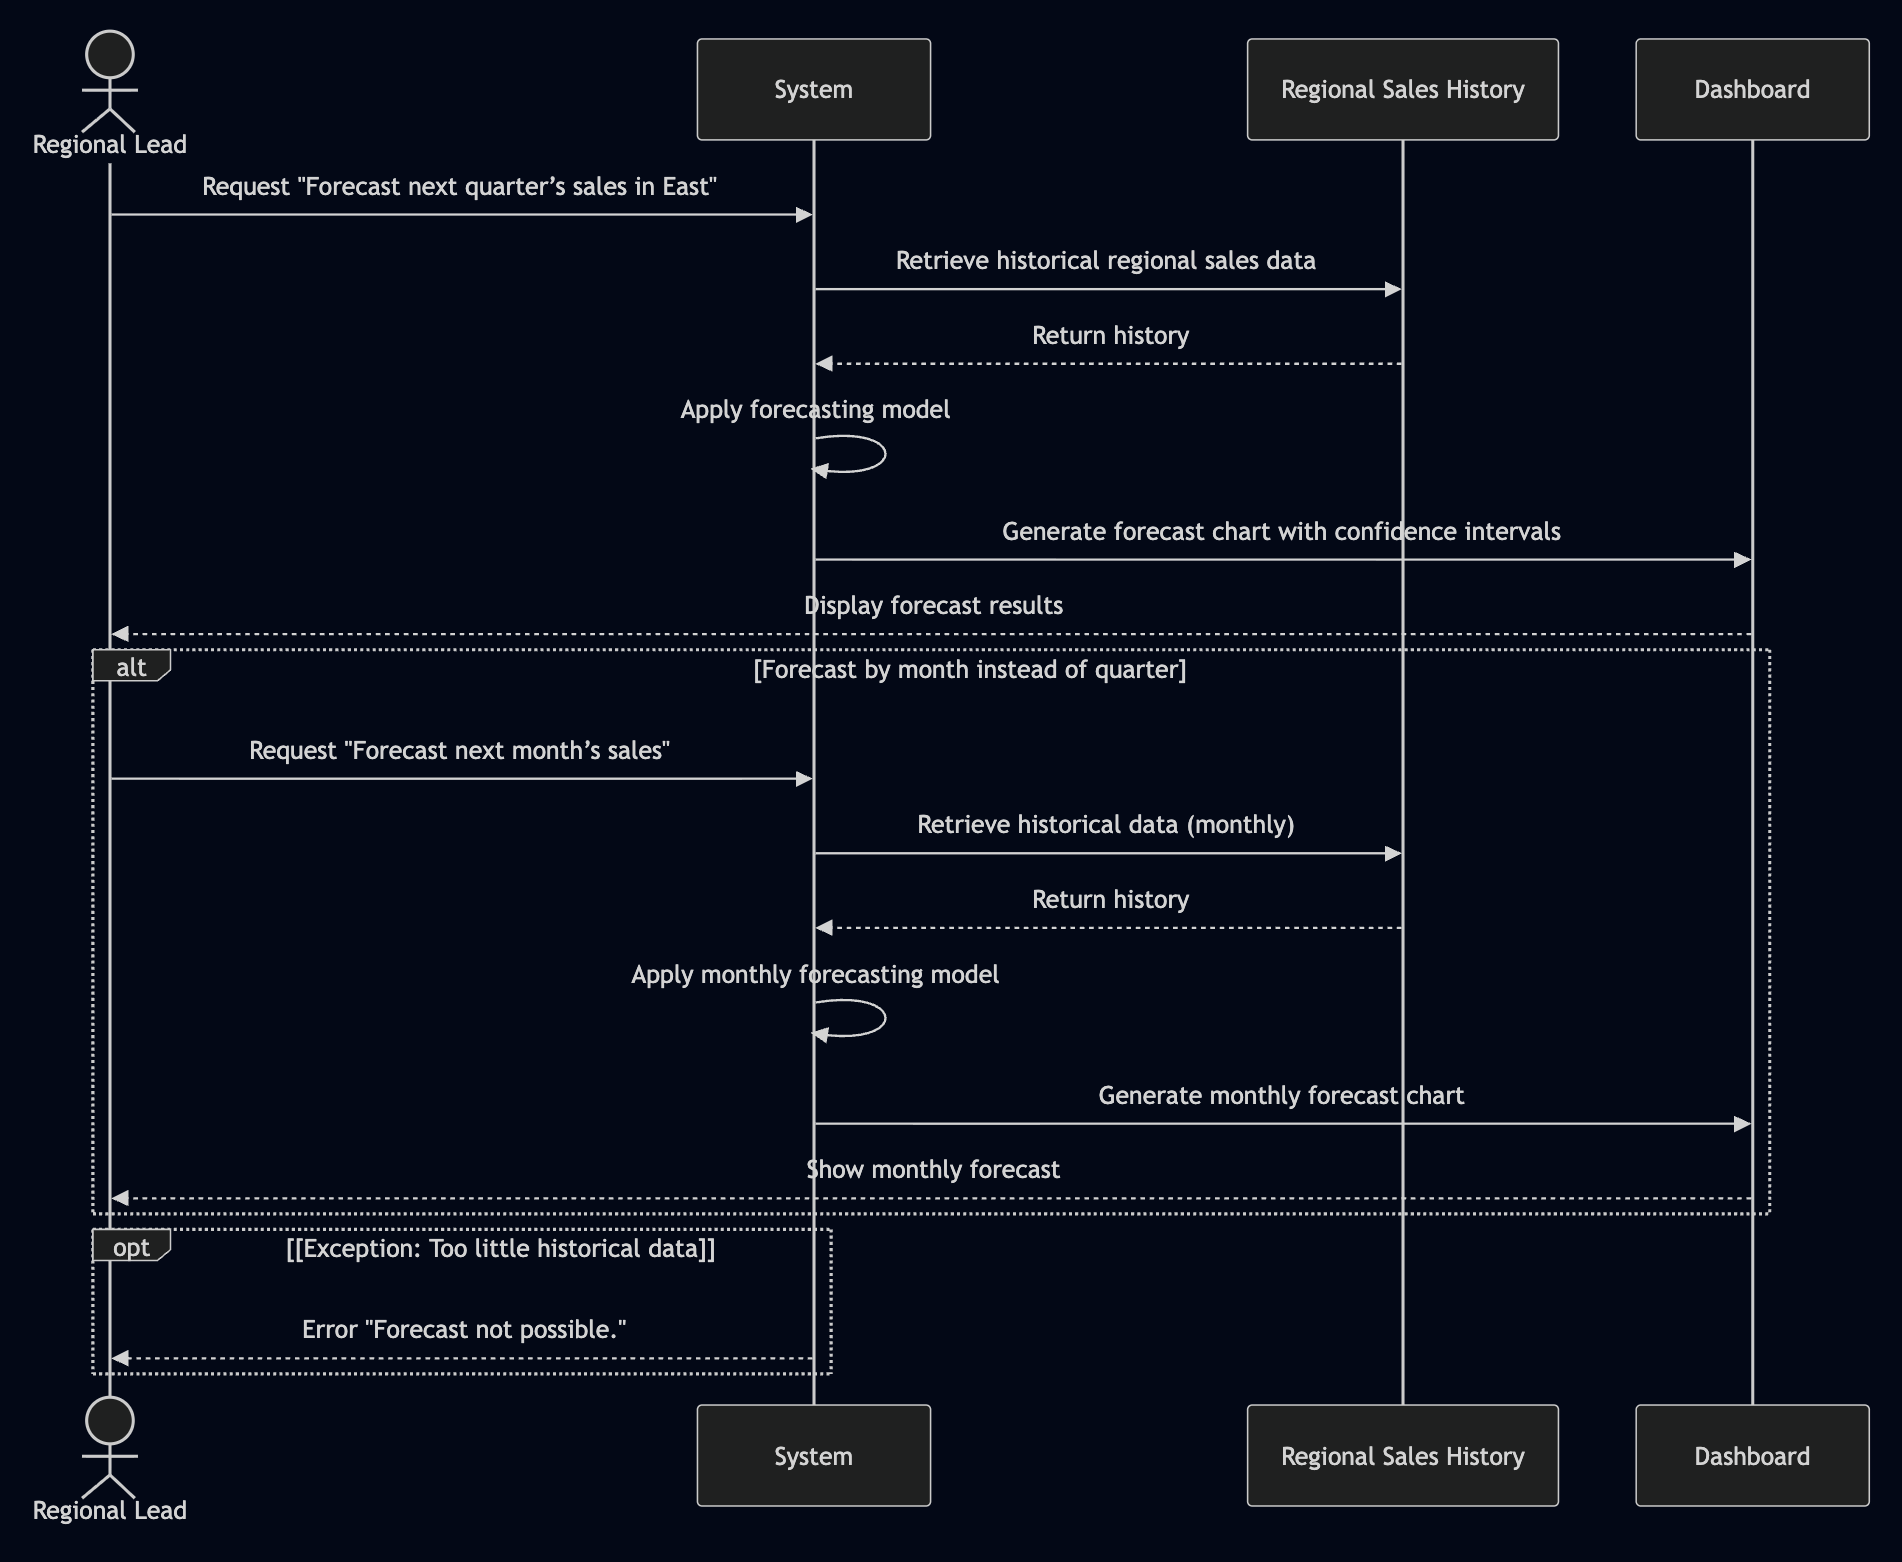 Regional Lead
System
Regional Sales History
Dashboard
Request "Forecast next quarter’s sales in East"
Retrieve historical regional sales data
Return history
Apply forecasting model
Generate forecast chart with confidence intervals
Display forecast results
alt
[Forecast by month instead of quarter]
Request "Forecast next month’s sales"
Retrieve historical data (monthly)
Return history
Apply monthly forecasting model
Generate monthly forecast chart
Show monthly forecast
opt
[[Exception: Too little historical data]]
Error "Forecast not possible."
Regional Lead
System
Regional Sales History
Dashboard